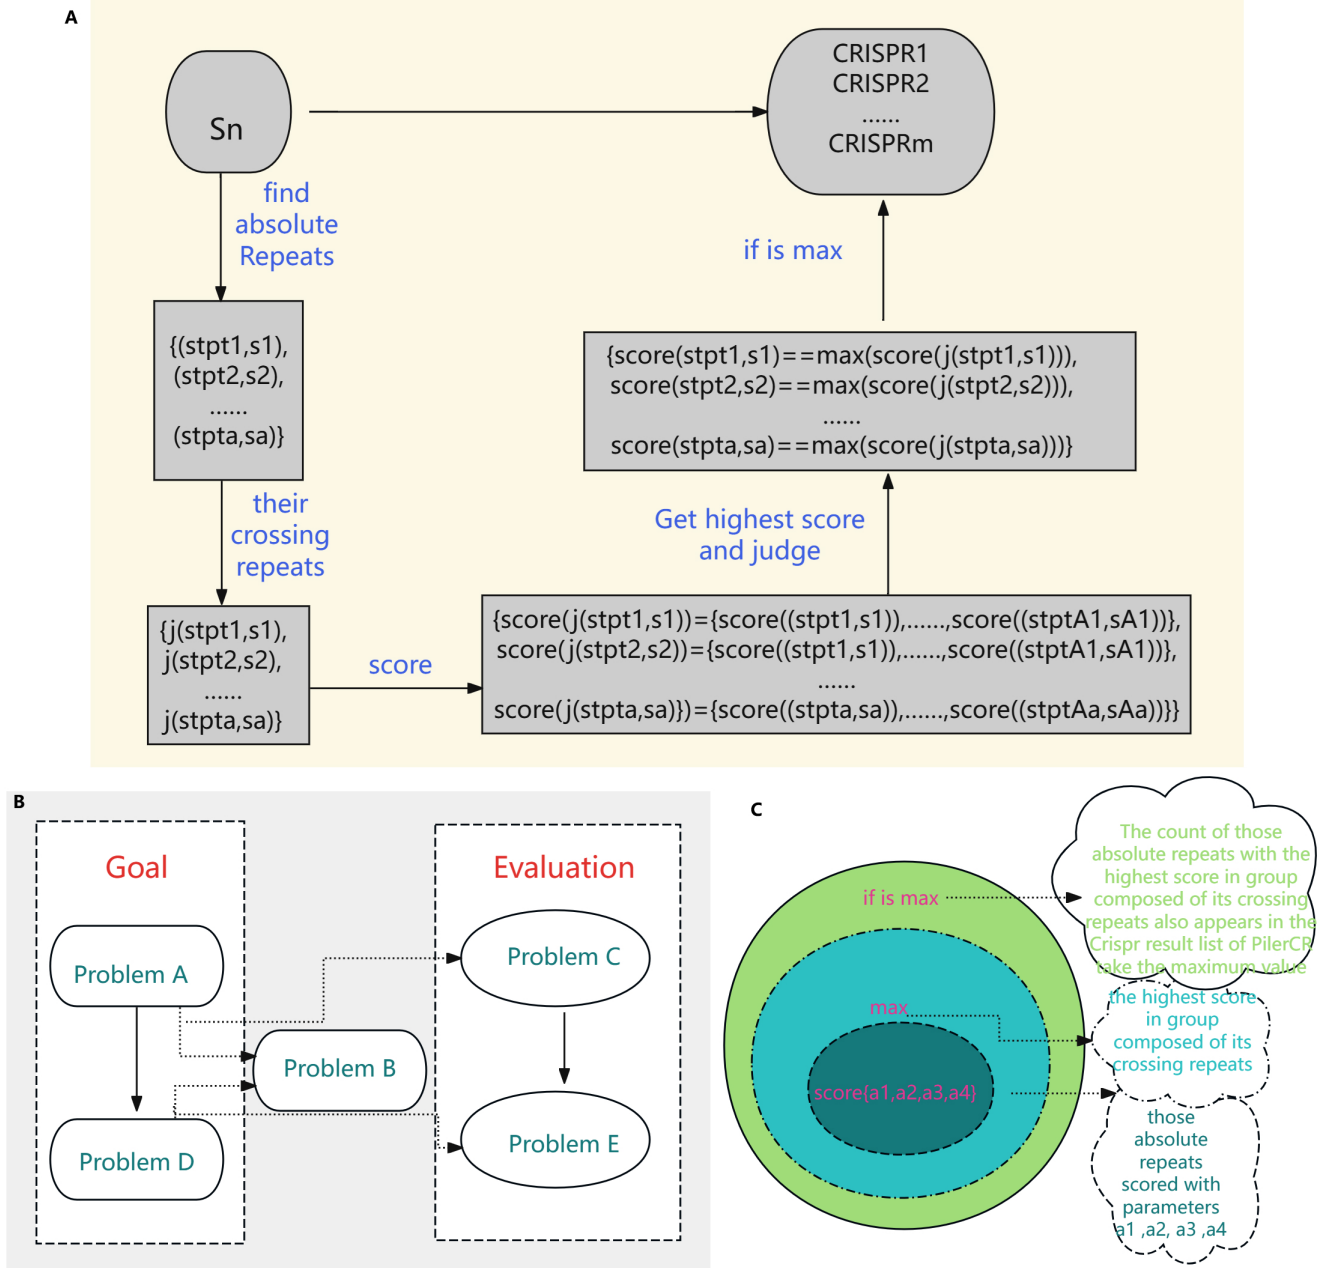 A
Sn
CRISPR1
CRISPR2
......
CRISPRm
find
absolute
Repeats
if is max
{(stpt1,s1),
(stpt2,s2),
......
(stpta,sa)}
{score(stpt1,s1)==max(score(j(stpt1,s1))),
score(stpt2,s2)==max(score(j(stpt2,s2))),
......
score(stpta,sa)==max(score(j(stpta,sa)))}
their
crossing
repeats
Get highest score
and judge
{j(stpt1,s1),
j(stpt2,s2),
......
j(stpta,sa)}
score
{score(j(stpt1,s1))={score((stpt1,s1)),......,score((stptA1,sA1))},
score(j(stpt2,s2))={score((stpt1,s1)),......,score((stptA1,sA1))},
......
score(j(stpta,sa)})={score((stpta,sa)),......,score((stptAa,sAa))}}
B
Goal
Evaluation
Problem A
Problem C
Problem B
Problem D
Problem E
C
if is max
max
score{a1,a2,a3,a4}
The count of those
absolute repeats with the
highest score in group
composed of its crossing
repeats also appears in the
Crispr result list of PilerCR
take the maximum value
the highest score
in group
composed of its
crossing repeats
those
absolute
repeats
scored with
parameters
a1 ,a2, a3 ,a4